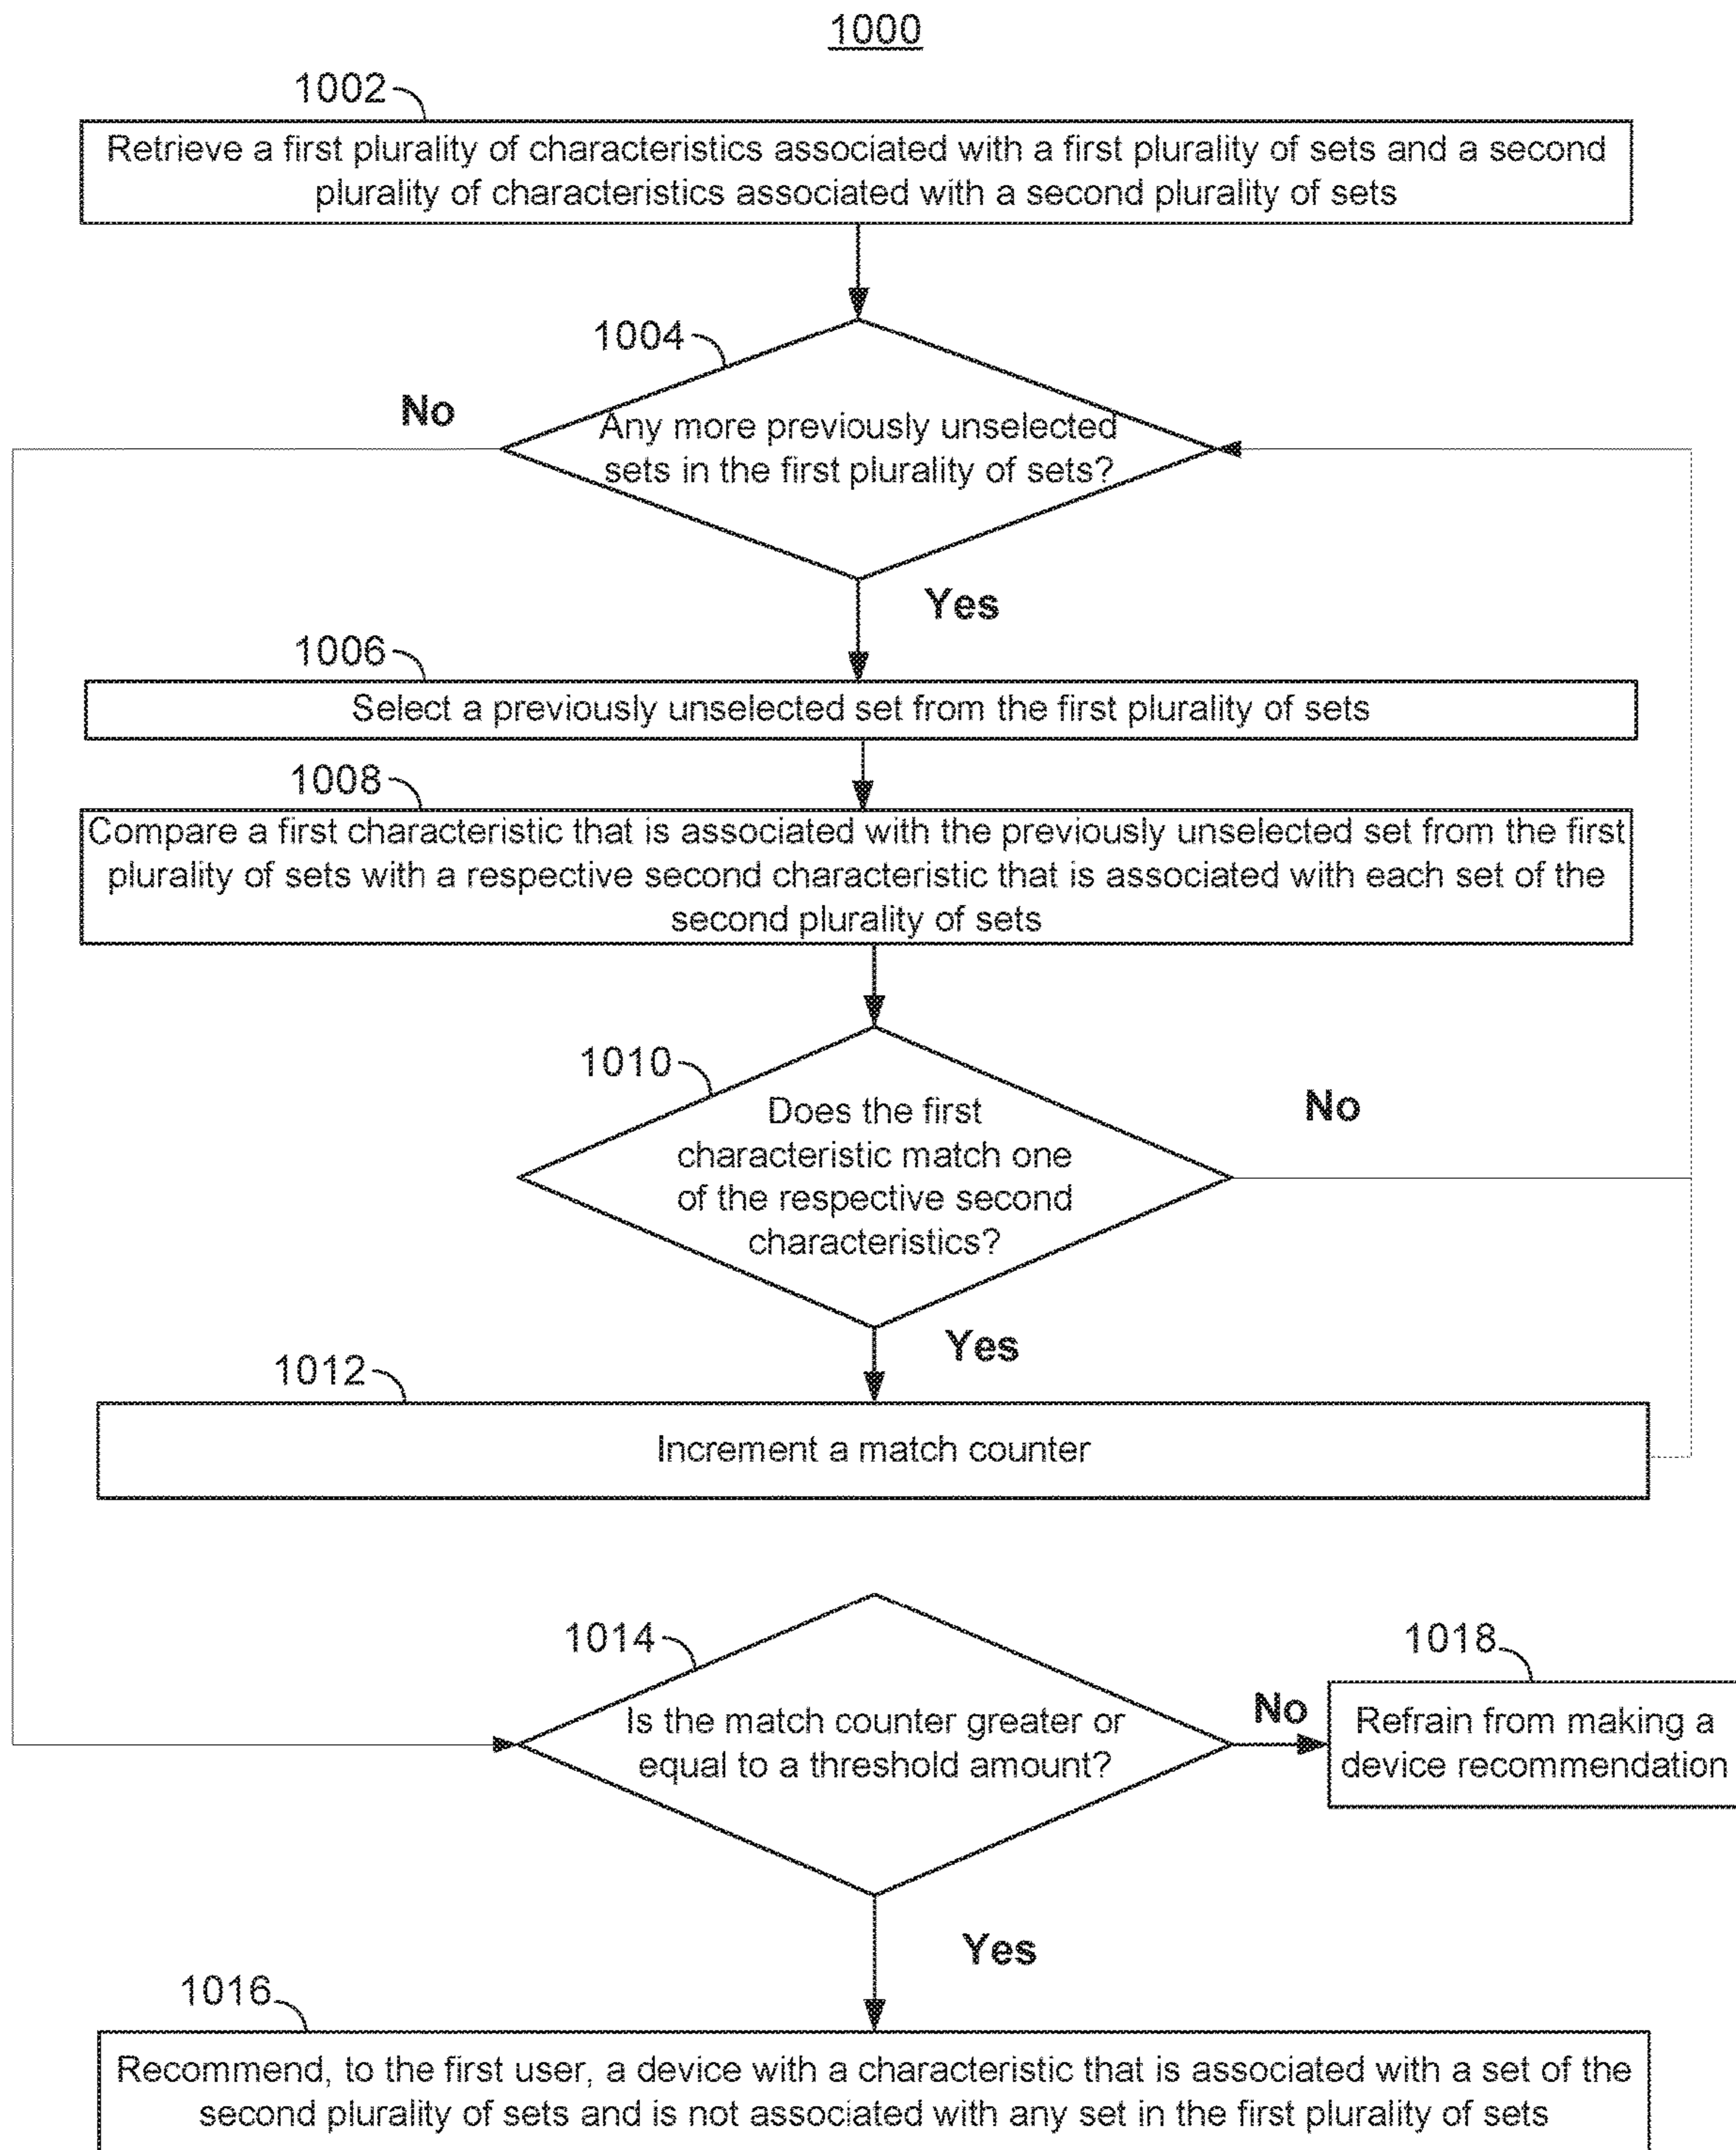 1000
1002
Retrieve a first plurality of characteristics associated with a first plurality of sets and a second
plurality of characteristics associated with a second plurality of sets
1004
No
Any more previously unselected
sets in the first plurality of sets?
Yes
1006
Select a previously unselected set from the first plurality of sets
1008
Compare a first characteristic that is associated with the previously unselected set from the first
plurality of sets with a respective second characteristic that is associated with each set of the
second plurality of sets
1010
Does the first
characteristic match one
of the respective second
characteristics?
No
Yes
1012
Increment a match counter
1014
Is the match counter greater or
equal to a threshold amount?
No
1018
Refrain from making a
device recommendation
Yes
1016
Recommend, to the first user, a device with a characteristic that is associated with a set of the
second plurality of sets and is not associated with any set in the first plurality of sets